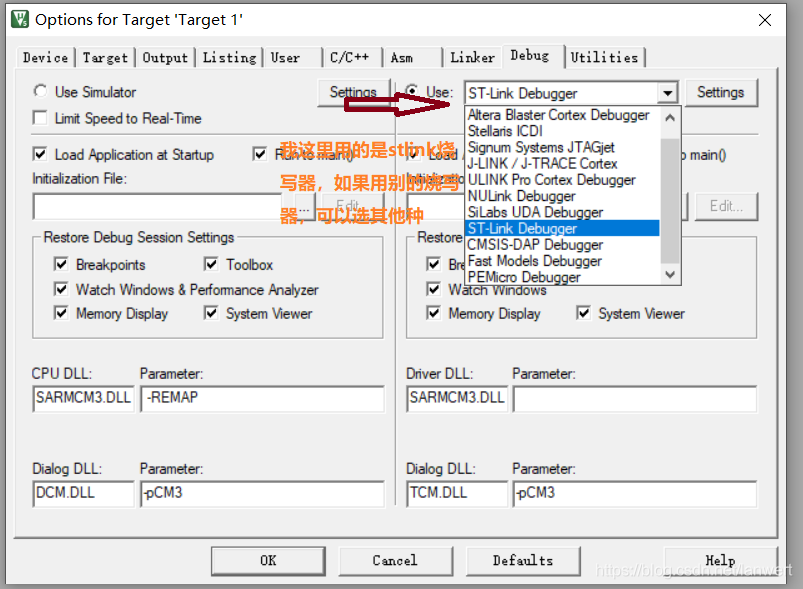 Options for Target 'Target 1'
Device Target Output Listing User C/C++ Asm Linker Debug Utilities
Use Simulator
Settings
Use:
ST-Link Debugger
Settings
Limit Speed to Real-Time
Altera Blaster Cortex Debugger
Stellaris ICDI
Signum Systems JTAGjet
J-LINK / J-TRACE Cortex
ULINK Pro Cortex Debugger
NULink Debugger
SiLabs UDA Debugger
ST-Link Debugger
CMSIS-DAP Debugger
Fast Models Debugger
PEMicro Debugger
我这里用的是stlink烧
写器，如果用别的烧写
器，可以选其他种
Load Application at Startup
Run to main()
Load
main()
Initialization File:
...
Edit...
Edit...
Restore Debug Session Settings
Breakpoints
Toolbox
Watch Windows & Performance Analyzer
Memory Display
System Viewer
Restore
Watch Windows
Memory Display
System Viewer
CPU DLL: Parameter:
SARMCM3.DLL -REMAP
Driver DLL: Parameter:
SARMCM3.DLL
Dialog DLL: Parameter:
DCM.DLL -pCM3
Dialog DLL: Parameter:
TCM.DLL -pCM3
OK Cancel Defaults Help
https://blog.csdn.net/lanwert